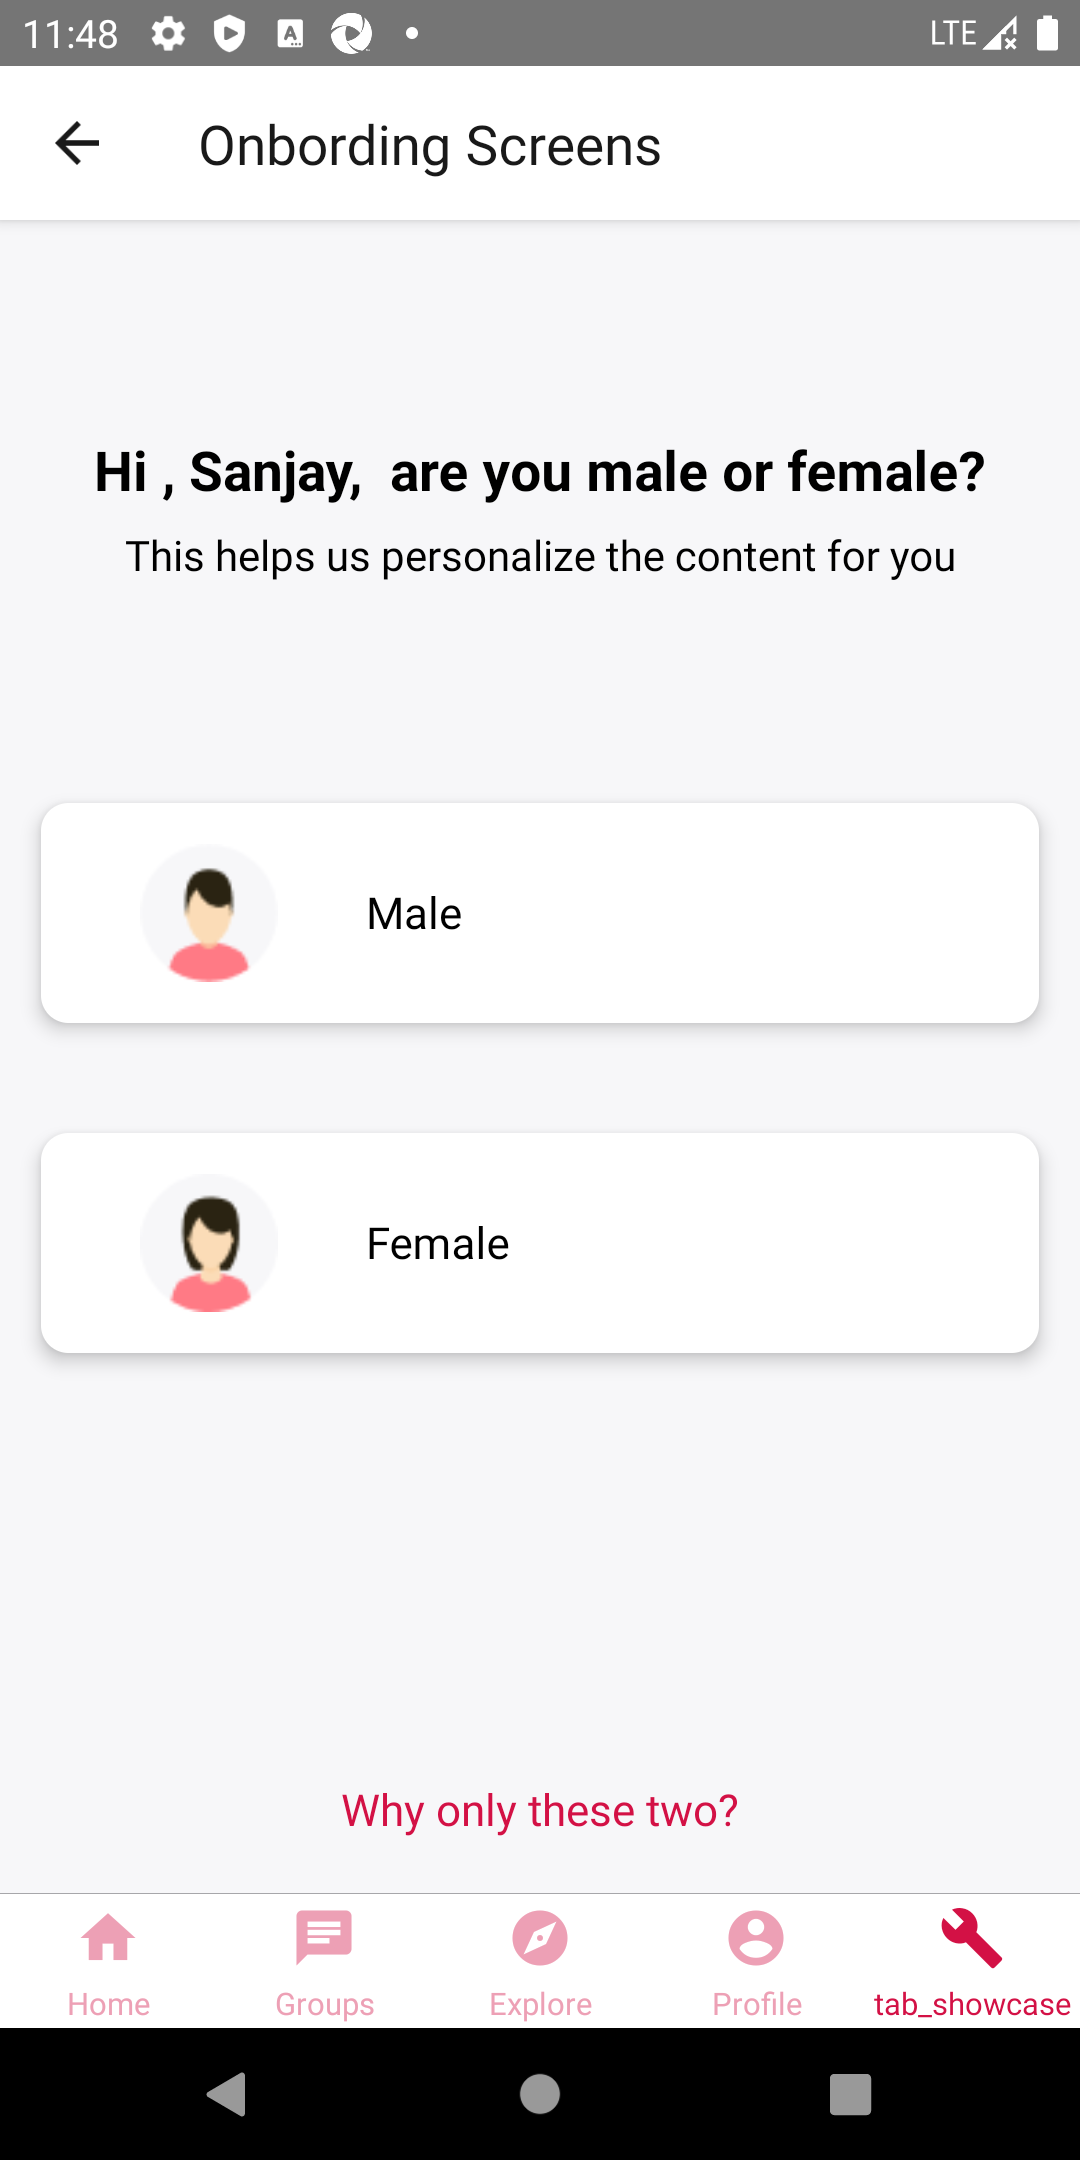 11:48
LTE
Onbording Screens
Hi , Sanjay,  are you male or female?
This helps us personalize the content for you
Male
Female
Why only these two?
Home
Groups
Explore
Profile
tab_showcase